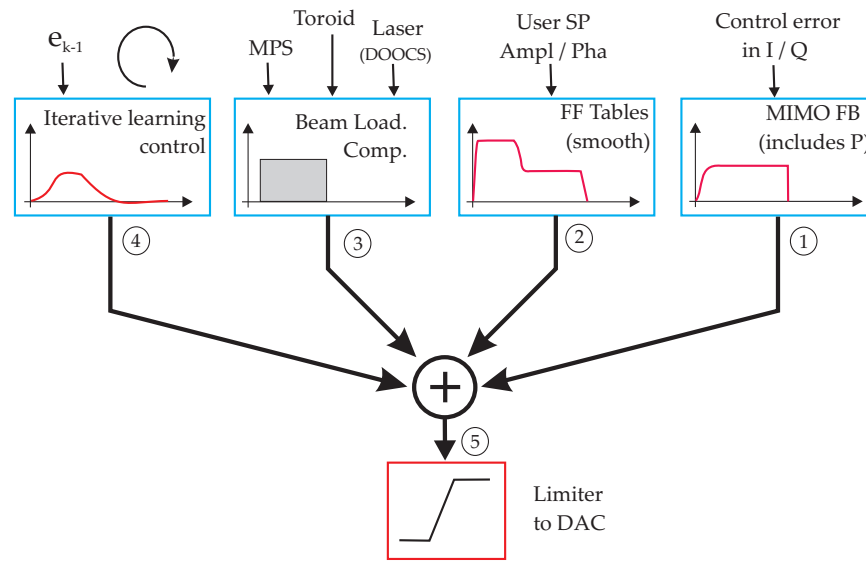 e_{k-1}
MPS
Toroid
Laser
(DOOCS)
User SP
Ampl / Pha
Control error
in I / Q
Iterative learning
control
Beam Load.
Comp.
FF Tables
(smooth)
MIMO FB
(includes P)
4
3
2
1
+
5
Limiter
to DAC